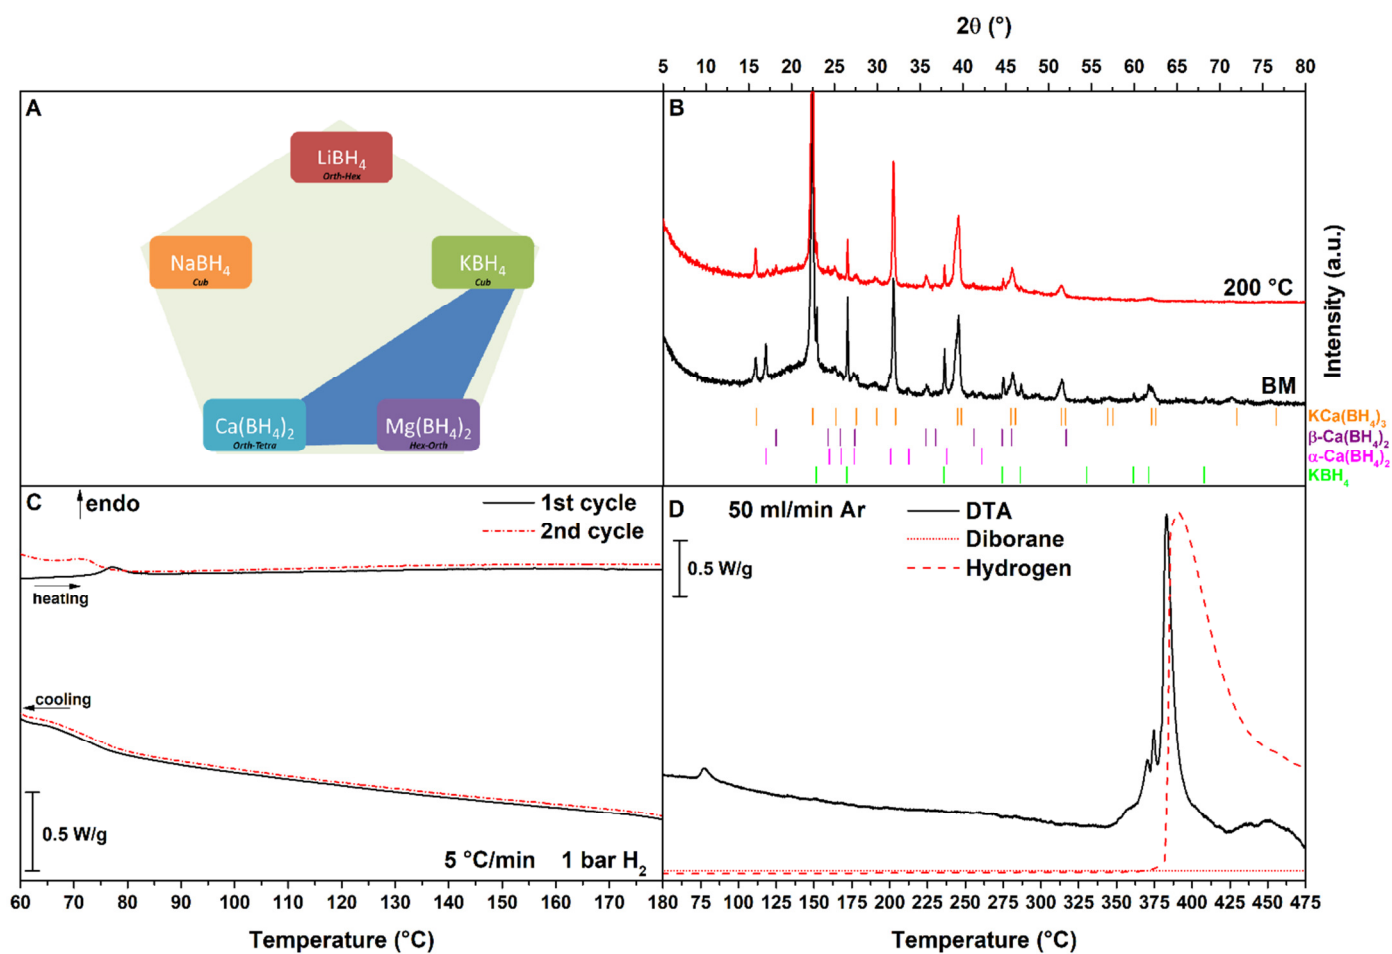 2θ (°)
5 10 15 20 25 30 35 40 45 50 55 60 65 70 75 80
A
LiBH4
Orth-Hex
NaBH4
Cub
KBH4
Cub
Ca(BH4)2
Orth-Tetra
Mg(BH4)2
Hex-Orth
B
200 °C
BM
Intensity (a.u.)
KCa(BH4)3
β-Ca(BH4)2
α-Ca(BH4)2
KBH4
C
endo
1st cycle
2nd cycle
heating
cooling
0.5 W/g
5 °C/min 1 bar H2
60 70 80 90 100 110 120 130 140 150 160 170 180
Temperature (°C)
D
50 ml/min Ar
DTA
Diborane
Hydrogen
0.5 W/g
75 100 125 150 175 200 225 250 275 300 325 350 375 400 425 450 475
Temperature (°C)